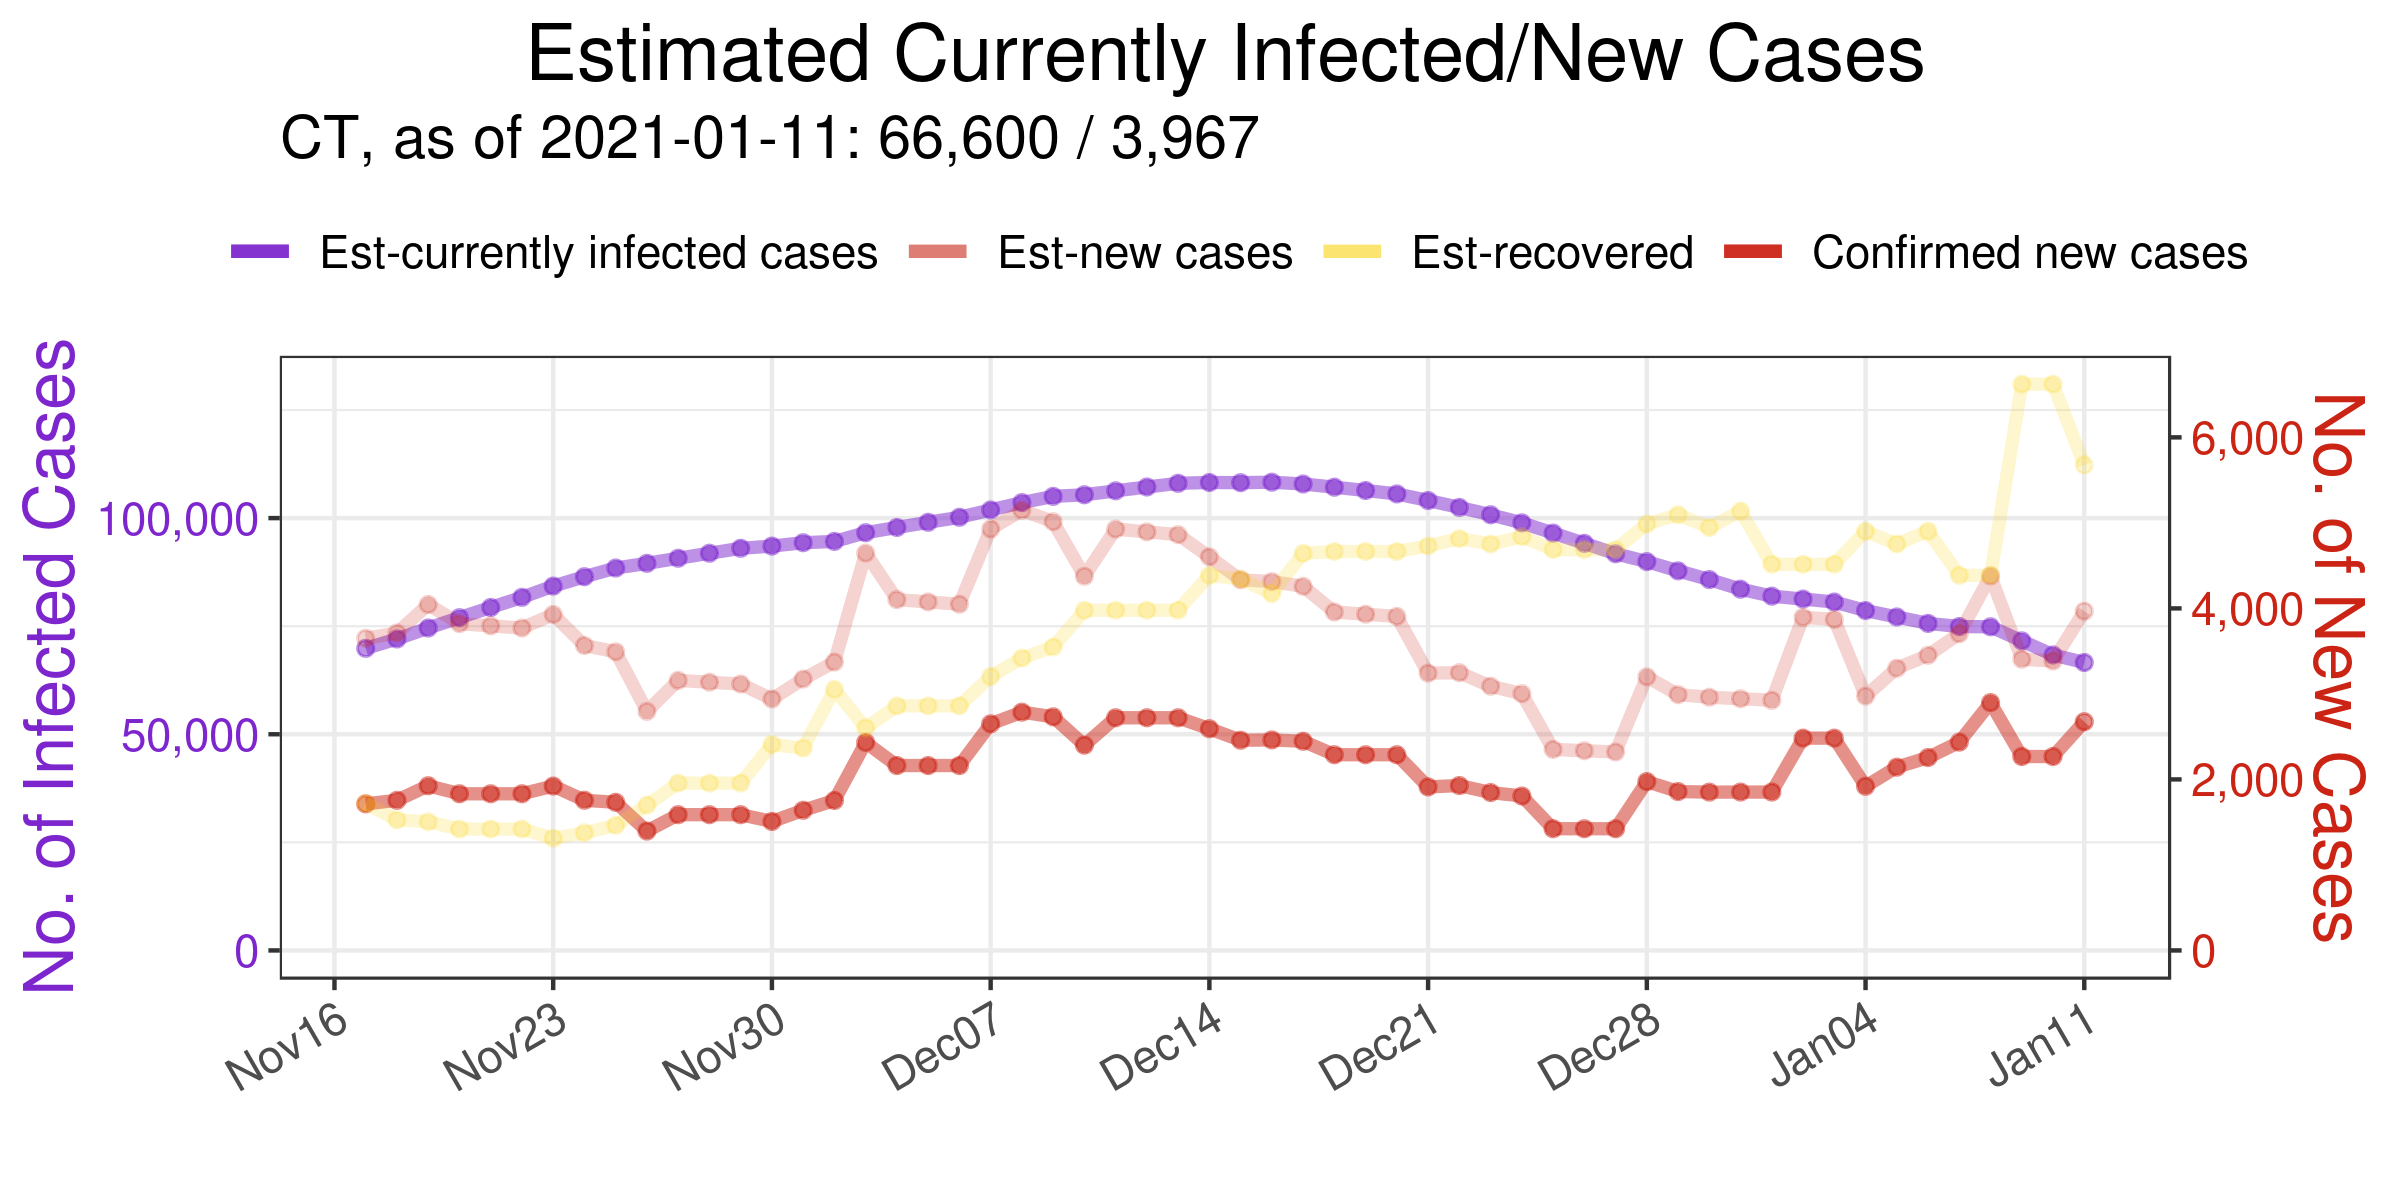 Estimated Currently Infected/New Cases
CT, as of 2021-01-11: 66,600 / 3,967
Est-currently infected cases Est-new cases Est-recovered Confirmed new cases
No. of Infected Cases
100,000
50,000
0
6,000
4,000
2,000
0
No. of New Cases
Nov16 Nov23 Nov30 Dec07 Dec14 Dec21 Dec28 Jan04 Jan11